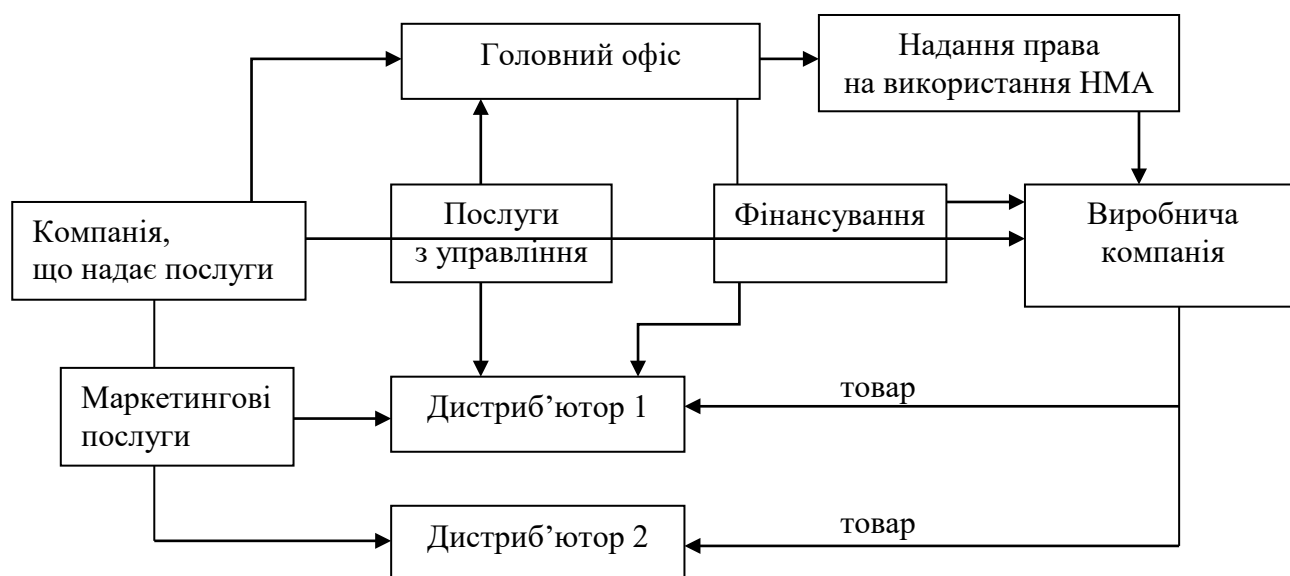 Головний офіс
Надання права
на використання НМА
Компанія,
що надає послуги
Послуги
з управління
Фінансування
Виробнича
компанія
Маркетингові
послуги
Дистриб’ютор 1
товар
Дистриб’ютор 2
товар